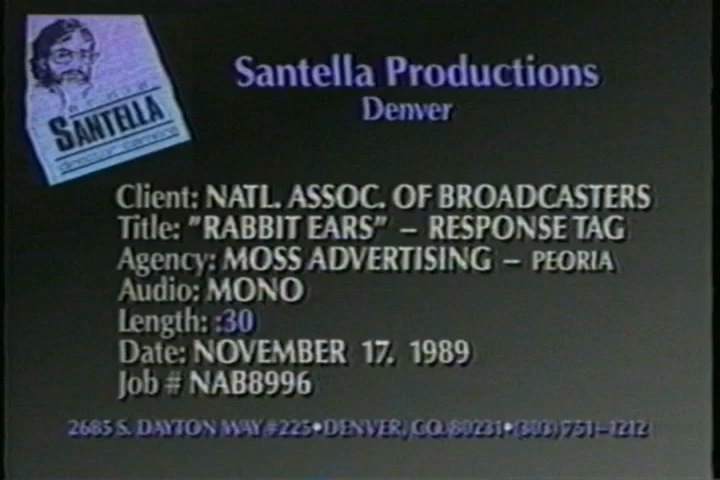 SANTELLA
Santella Productions
Denver
Client: NATL. ASSOC. OF BROADCASTERS
Title: "RABBIT EARS" – RESPONSE TAG
Agency: MOSS ADVERTISING – PEORIA
Audio: MONO
Length: :30
Date: NOVEMBER 17. 1989
Job # NAB8996
2685 S. DAYTON WAY #225•DENVER, CO. 80231•(303) 751–1212